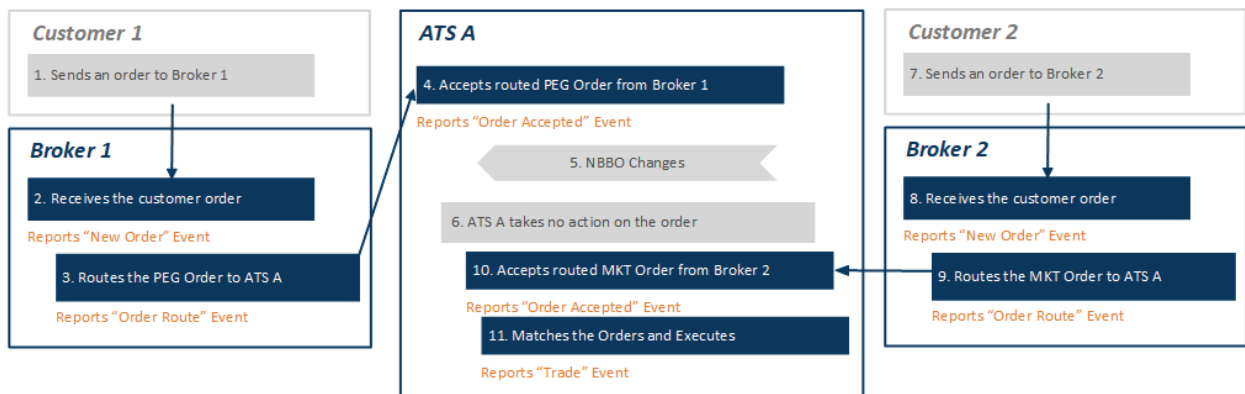 Customer 1
1. Sends an order to Broker 1
Broker 1
2. Receives the customer order
Reports “New Order” Event
3. Routes the PEG Order to ATS A
Reports “Order Route” Event
ATS A
4. Accepts routed PEG Order from Broker 1
Reports “Order Accepted” Event
5. NBBO Changes
6. ATS A takes no action on the order
10. Accepts routed MKT Order from Broker 2
Reports “Order Accepted” Event
11. Matches the Orders and Executes
Reports “Trade” Event
Customer 2
7. Sends an order to Broker 2
Broker 2
8. Receives the customer order
Reports “New Order” Event
9. Routes the MKT Order to ATS A
Reports “Order Route” Event